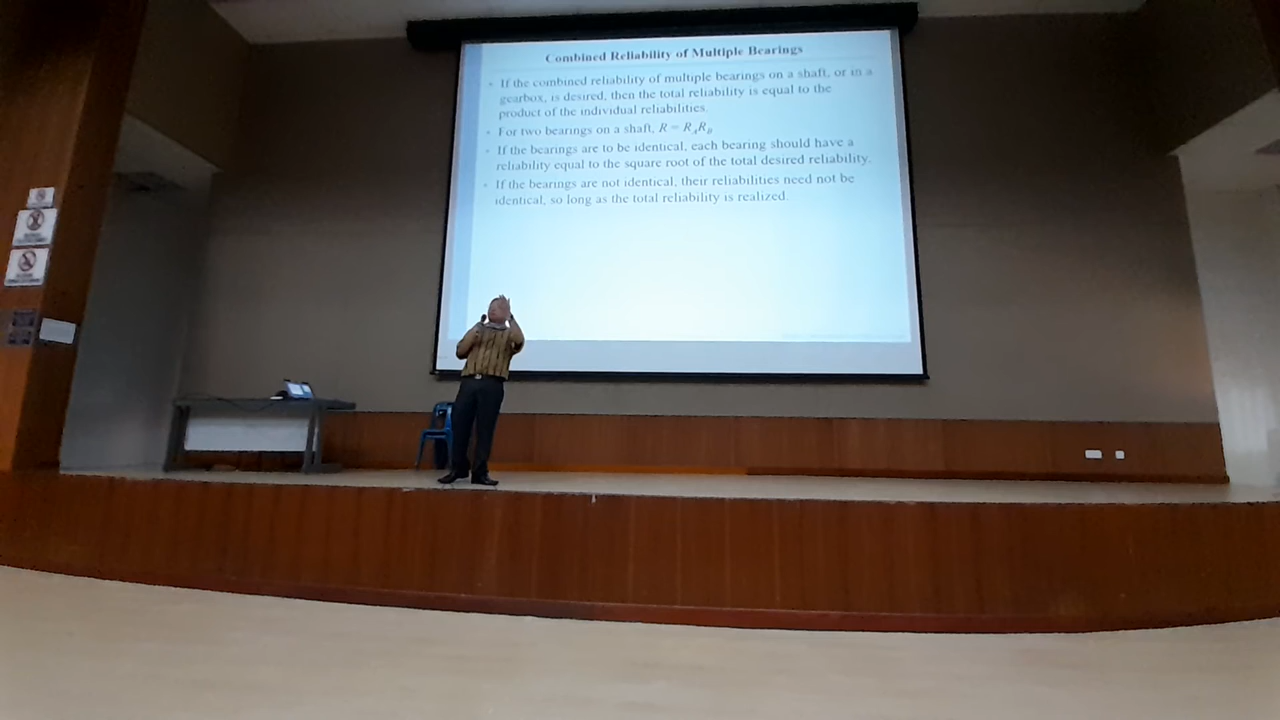 Combined Reliability of Multiple Bearings
• If the combined reliability of multiple bearings on a shaft, or in a
gearbox, is desired, then the total reliability is equal to the
product of the individual reliabilities.
• For two bearings on a shaft, R = R_A R_B
• If the bearings are to be identical, each bearing should have a
reliability equal to the square root of the total desired reliability.
• If the bearings are not identical, their reliabilities need not be
identical, so long as the total reliability is realized.